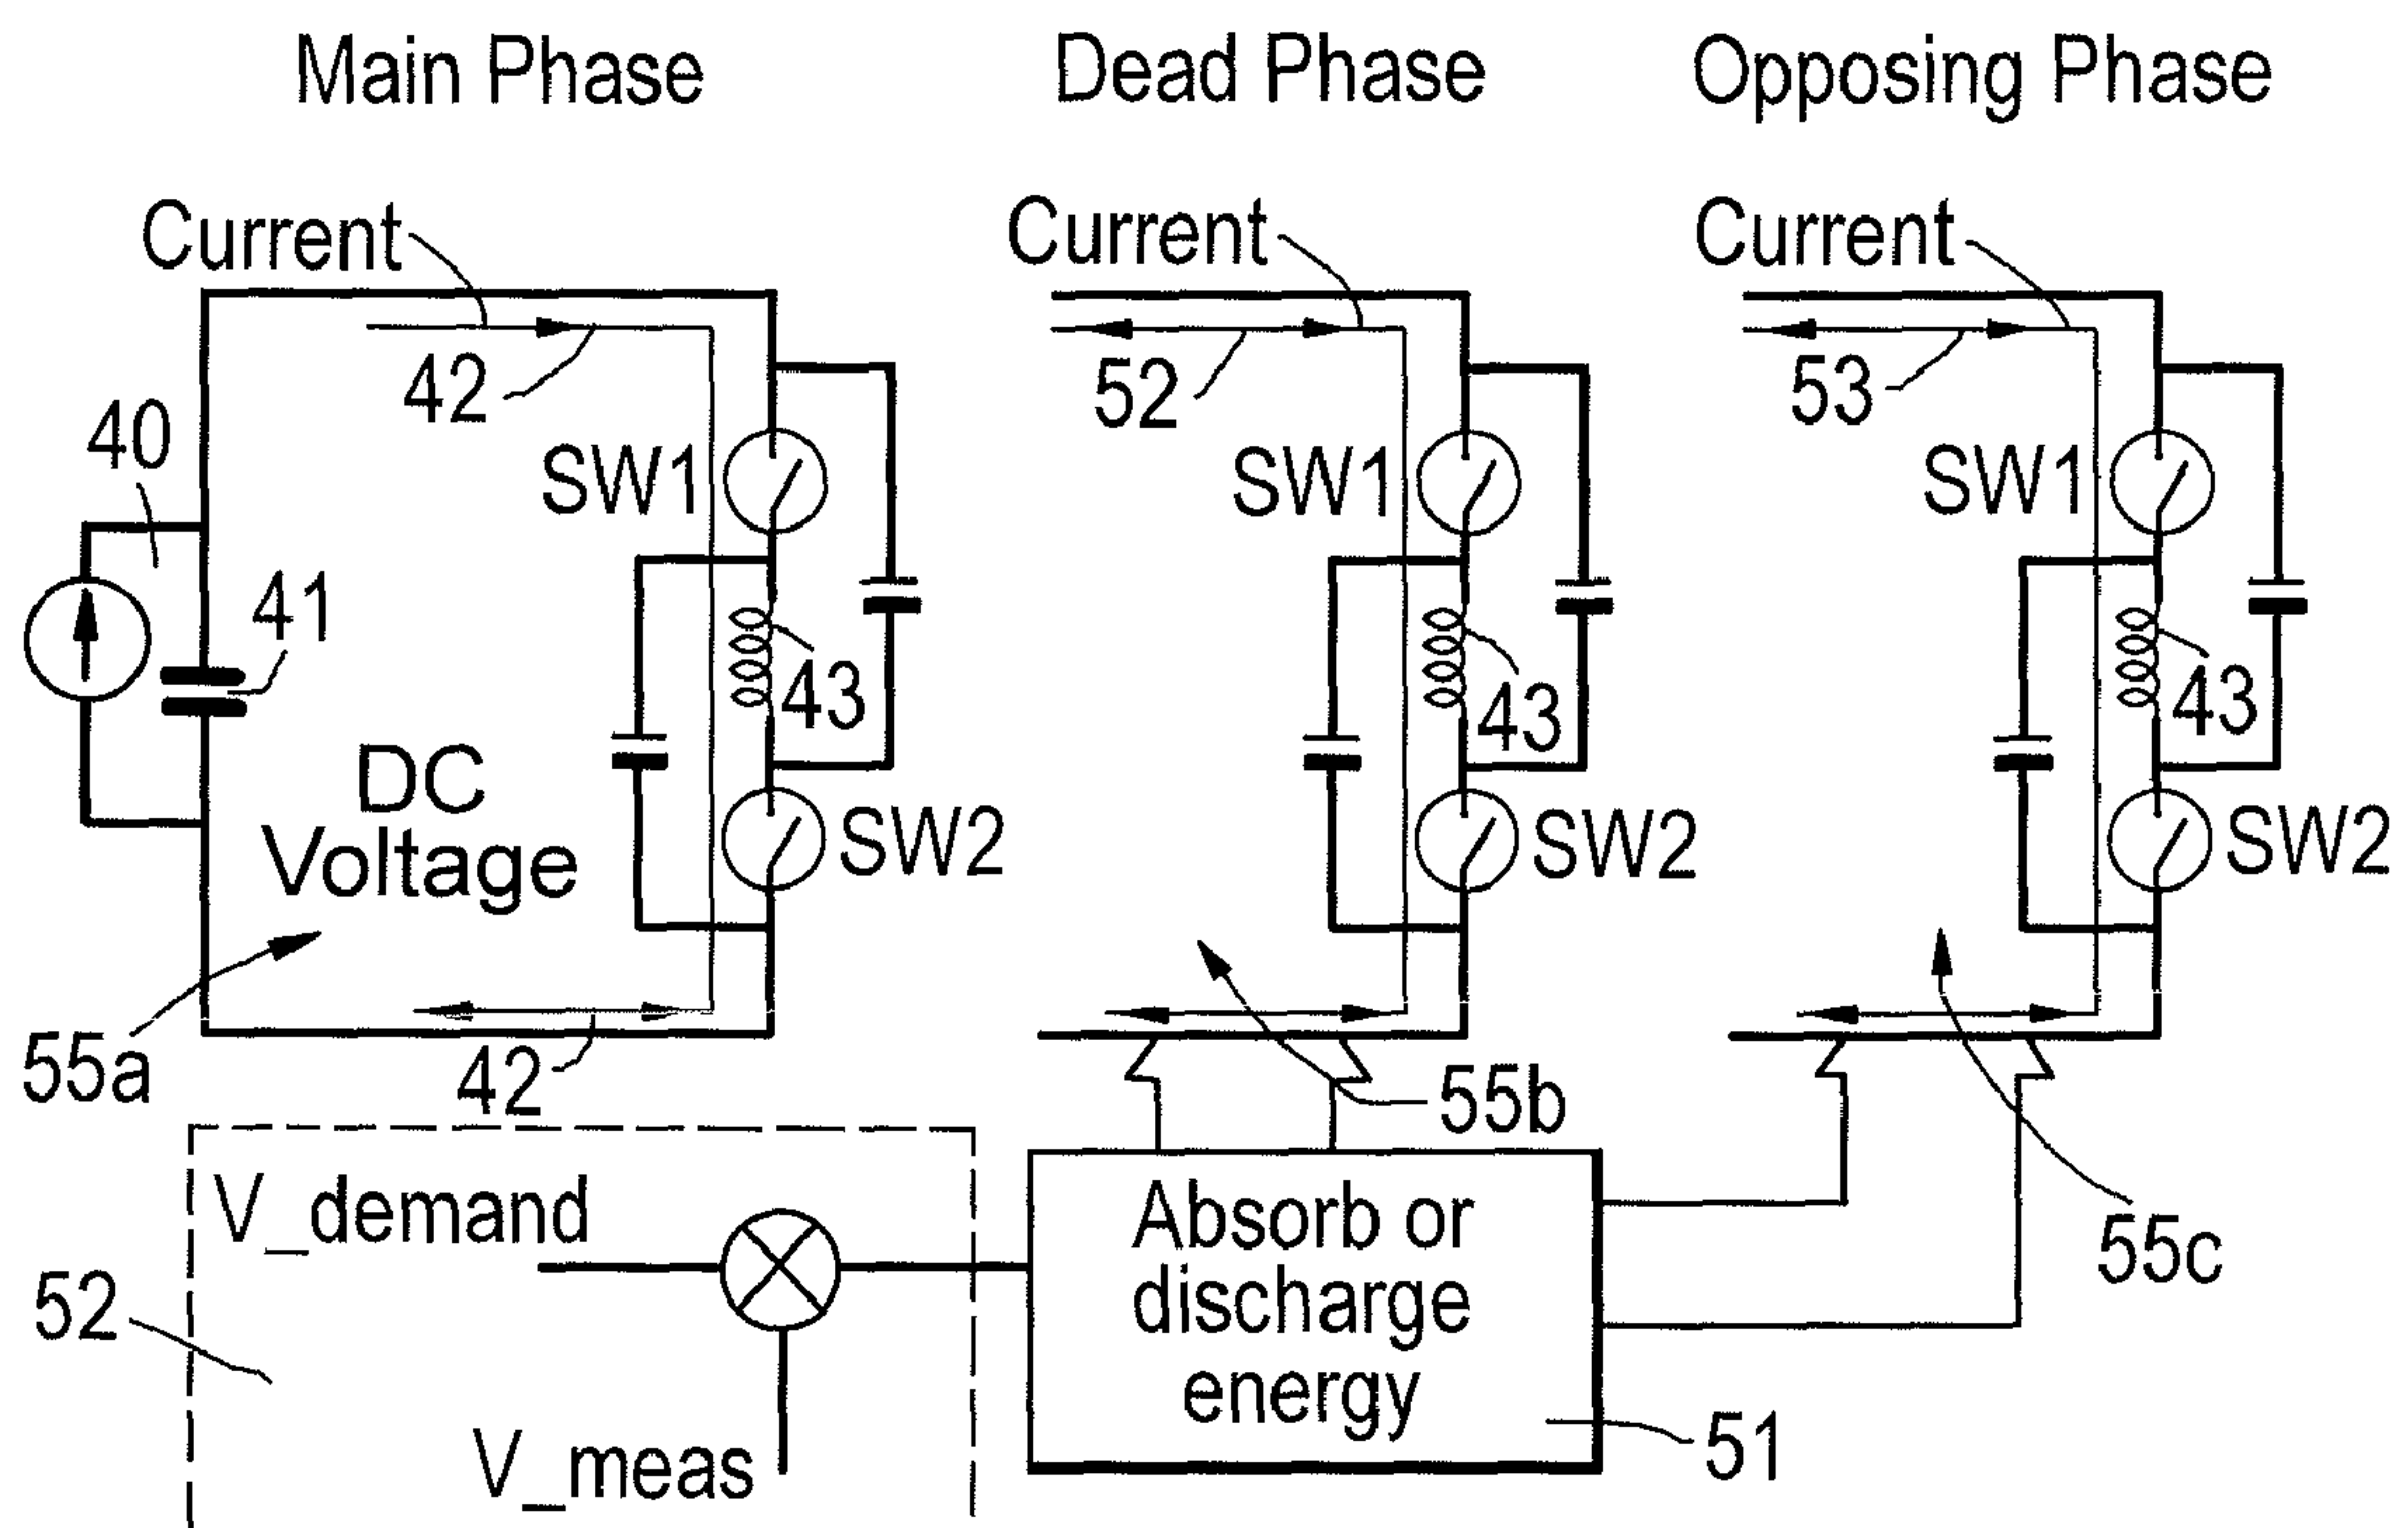 Main Phase
Dead Phase
Opposing Phase
Current
Current
Current
42
52
53
40
SW1
SW1
SW1
41
43
43
43
DC
Voltage
SW2
SW2
SW2
55a
42
55b
55c
V_demand
52
V_meas
Absorb or
discharge
energy
51